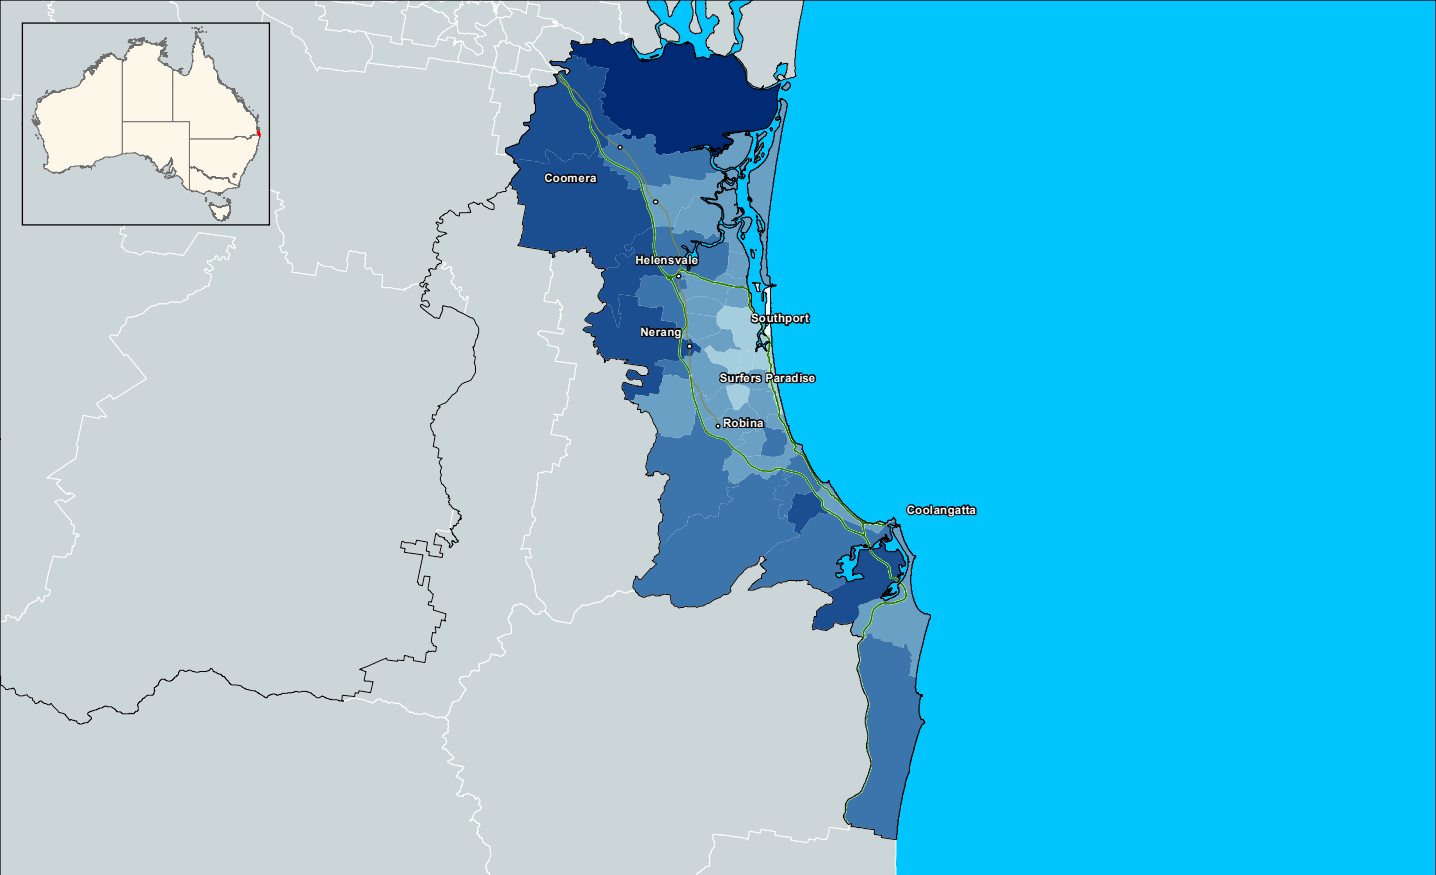 Coomera
Helensvale
Southport
Nerang
Surfers Paradise
Robina
Coolangatta